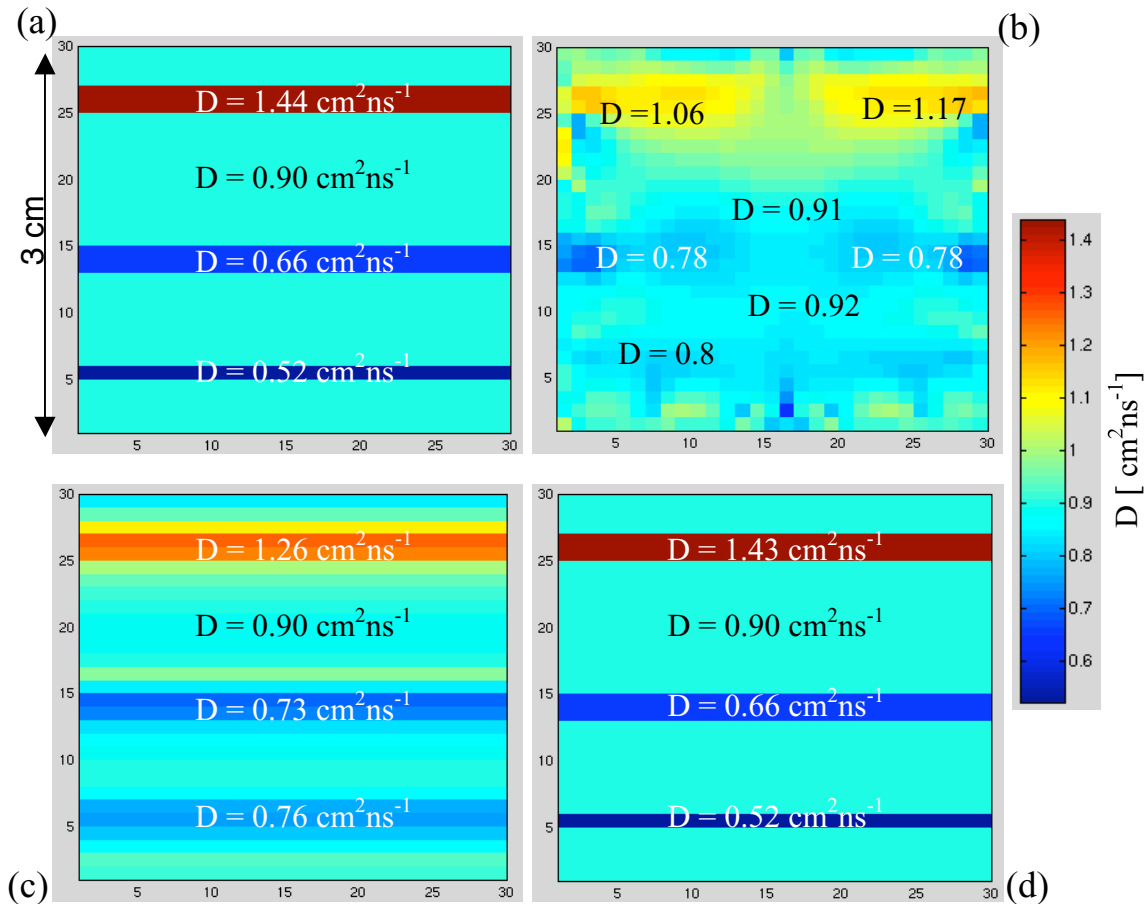 (a)
30
25
20
15
10
5
5 10 15 20 25 30
3 cm
D = 1.44 cm²ns⁻¹
D = 0.90 cm²ns⁻¹
D = 0.66 cm²ns⁻¹
D = 0.52 cm²ns⁻¹
(b)
30
25
20
15
10
5
5 10 15 20 25 30
D =1.06 D =1.17
D = 0.91
D = 0.78 D = 0.78
D = 0.92
D = 0.8
1.4
1.3
1.2
1.1
1
0.9
0.8
0.7
0.6
D [ cm²ns⁻¹]
(c)
30
25
20
15
10
5
5 10 15 20 25 30
D = 1.26 cm²ns⁻¹
D = 0.90 cm²ns⁻¹
D = 0.73 cm²ns⁻¹
D = 0.76 cm²ns⁻¹
(d)
30
25
20
15
10
5
5 10 15 20 25 30
D = 1.43 cm²ns⁻¹
D = 0.90 cm²ns⁻¹
D = 0.66 cm²ns⁻¹
D = 0.52 cm²ns⁻¹